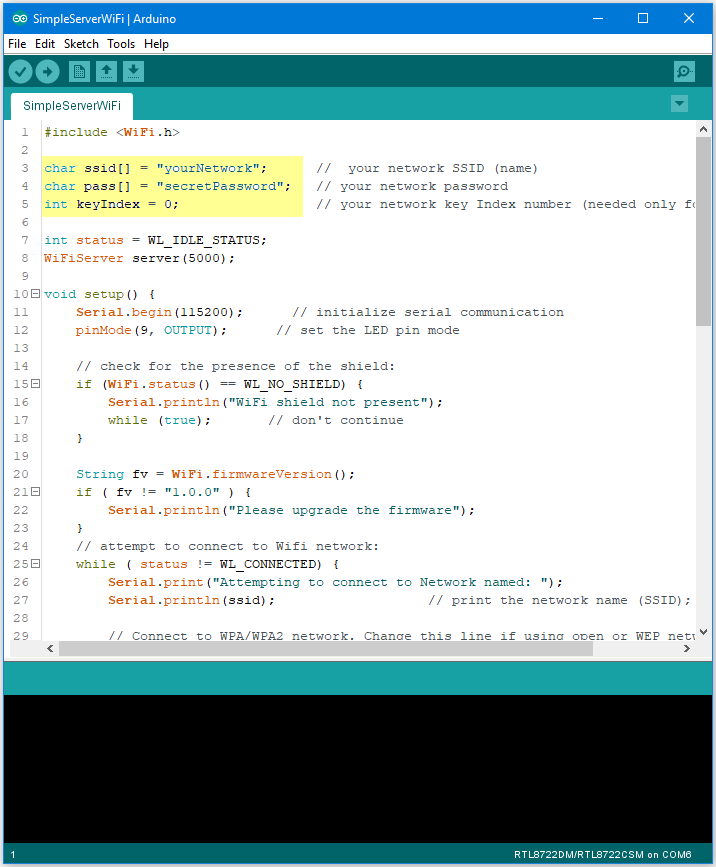 SimpleServerWiFi | Arduino
File Edit Sketch Tools Help
SimpleServerWiFi
1 #include <WiFi.h>
2
3 char ssid[] = "yourNetwork";      //  your network SSID (name)
4 char pass[] = "secretPassword";   // your network password
5 int keyIndex = 0;                 // your network key Index number (needed only fo
6
7 int status = WL_IDLE_STATUS;
8 WiFiServer server(5000);
9
10 void setup() {
11     Serial.begin(115200);      // initialize serial communication
12     pinMode(9, OUTPUT);      // set the LED pin mode
13
14     // check for the presence of the shield:
15     if (WiFi.status() == WL_NO_SHIELD) {
16         Serial.println("WiFi shield not present");
17         while (true);       // don't continue
18     }
19
20     String fv = WiFi.firmwareVersion();
21     if ( fv != "1.0.0" ) {
22         Serial.println("Please upgrade the firmware");
23     }
24     // attempt to connect to Wifi network:
25     while ( status != WL_CONNECTED) {
26         Serial.print("Attempting to connect to Network named: ");
27         Serial.println(ssid);                   // print the network name (SSID);
28
29         // Connect to WPA/WPA2 network. Change this line if using open or WEP netw
1 RTL8722DM/RTL8722CSM on COM6